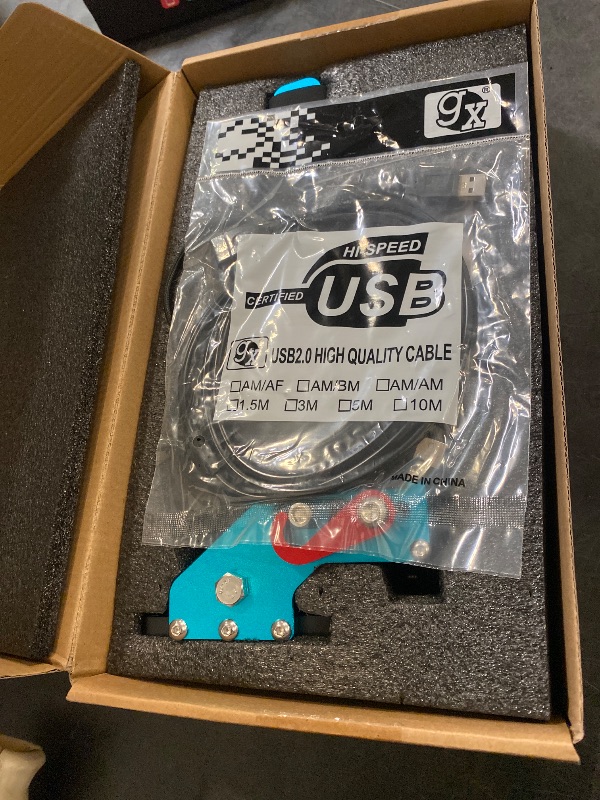 gx®
HI-SPEED
CERTIFIED USB
gx USB2.0 HIGH QUALITY CABLE
☐AM/AF ☐AM/BM ☐AM/AM
☐1.5M ☐3M ☐5M ☐10M
MADE IN CHINA